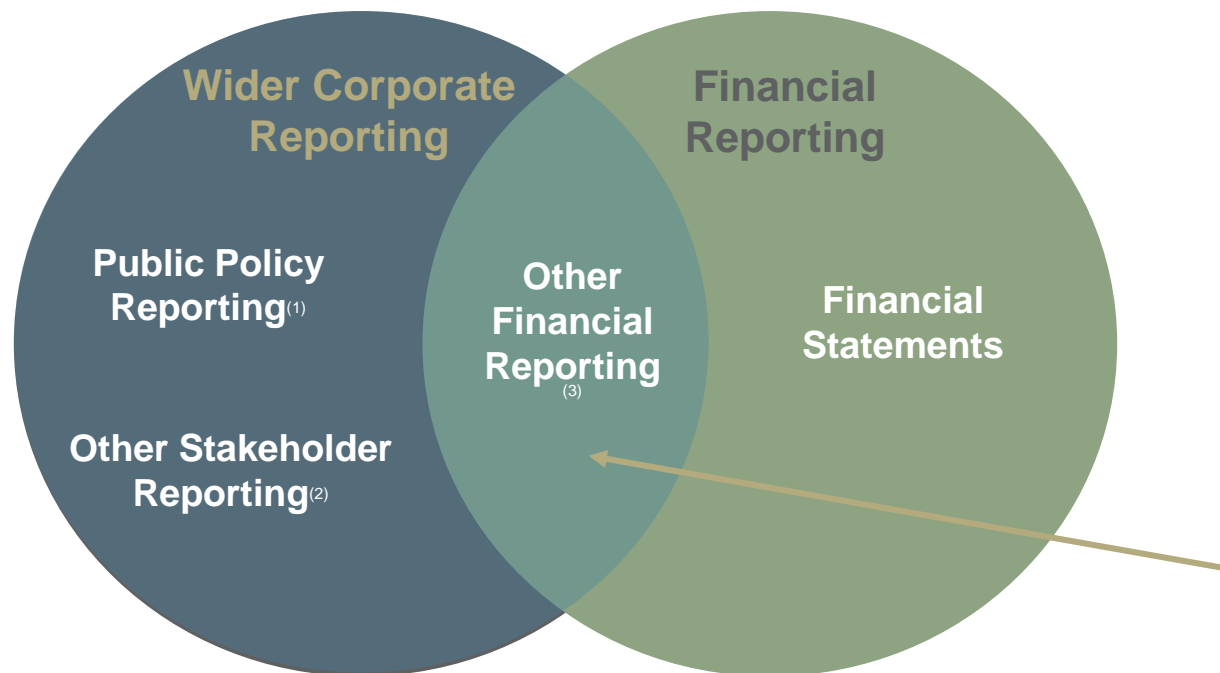 Wider Corporate
Reporting
Financial
Reporting
Public Policy
Reporting(1)
Other
Financial
Reporting
(3)
Financial
Statements
Other Stakeholder
Reporting(2)